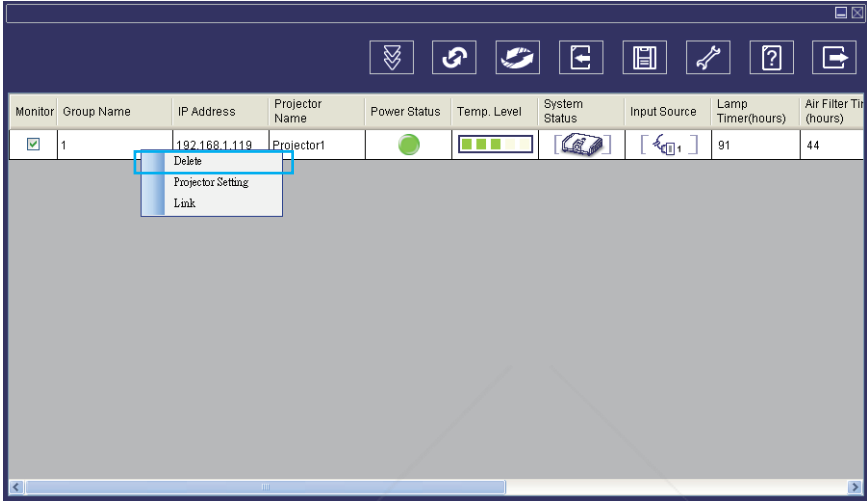 Monitor Group Name IP Address Projector Name Power Status Temp. Level System Status Input Source Lamp Timer(hours) Air Filter (hours)
1 192.168.1.119 Projector1 1 91 44
Delete
Projector Setting
Link